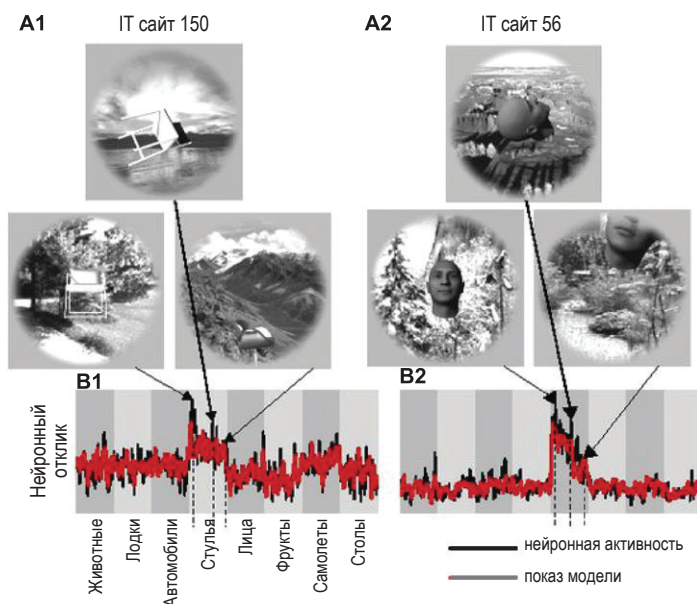 A1
IT сайт 150
A2
IT сайт 56
B1
B2
Нейронный
отклик
Животные
Лодки
Автомобили
Стулья
Лица
Фрукты
Самолеты
Столы
нейронная активность
показ модели